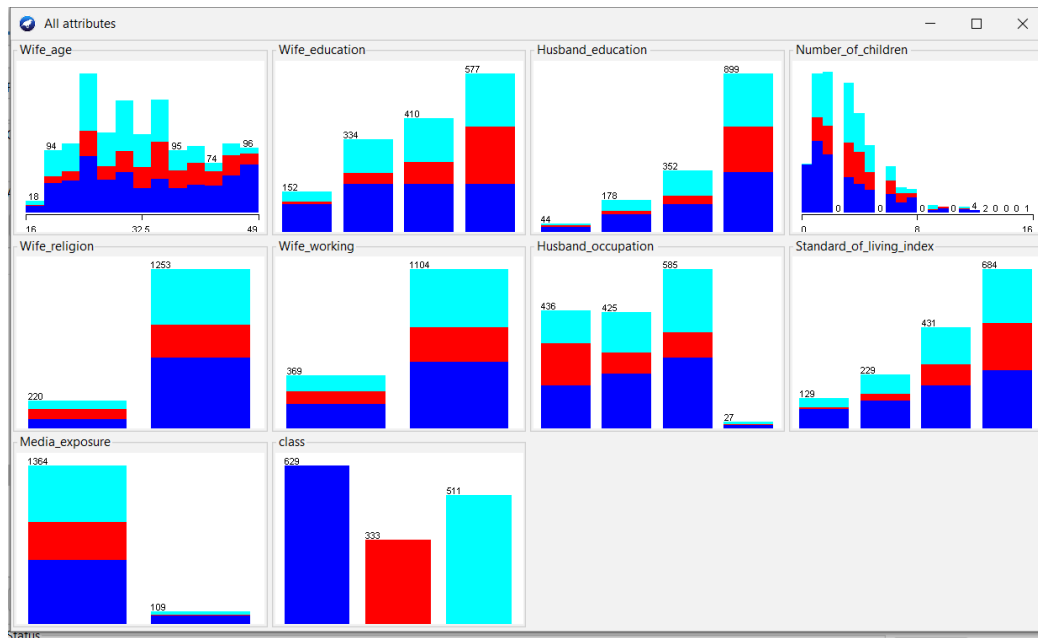 All attributes
Wife_age
94
95
74
96
18
16
32.5
49
Wife_education
577
410
334
152
Husband_education
899
352
178
44
Number_of_children
0 0 0 0 4 2 0 0 0 1
0
8
16
Wife_religion
1253
220
Wife_working
1104
369
Husband_occupation
585
436
425
27
Standard_of_living_index
684
431
229
129
Media_exposure
1364
109
class
629
511
333
Status